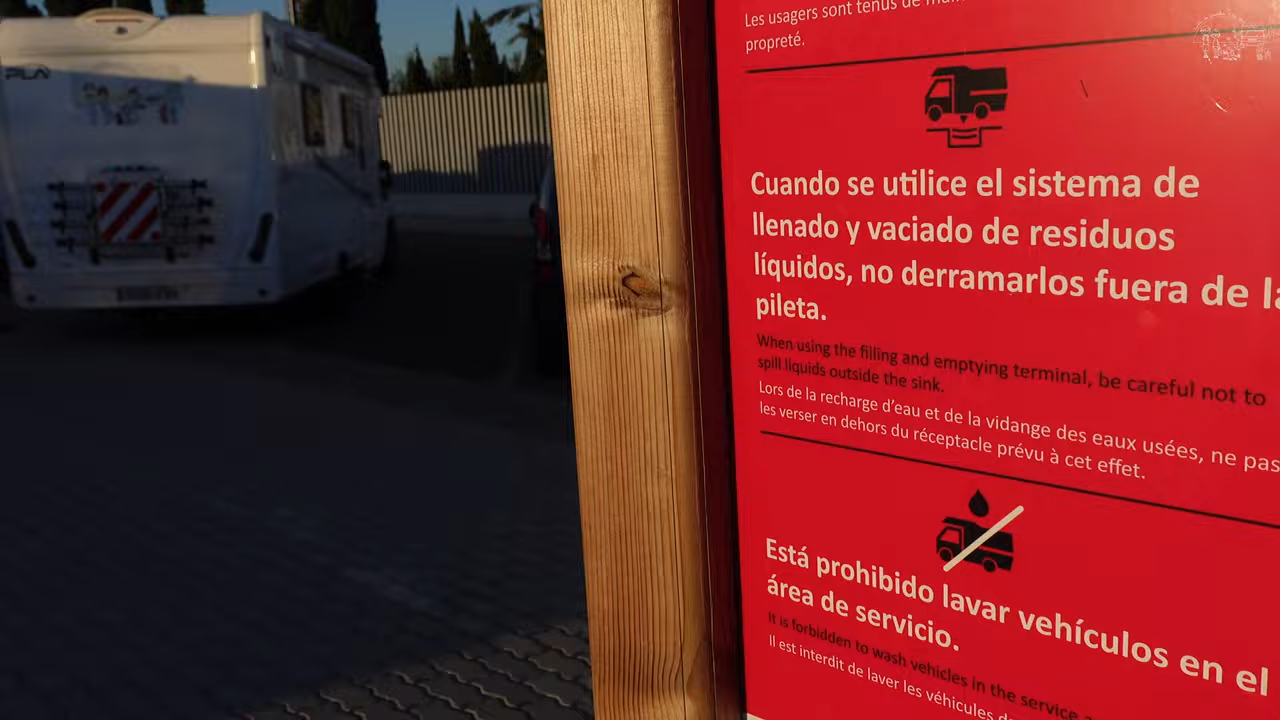 Les usagers sont tenus de
propreté.
Cuando se utilice el sistema de
llenado y vaciado de residuos
líquidos, no derramarlos fuera de la
pileta.
When using the filling and emptying terminal, be careful not to
spill liquids outside the sink.
Lors de la recharge d'eau et de la vidange des eaux usées, ne pas
les verser en dehors du réceptacle prévu à cet effet.
Está prohibido lavar vehículos en el
área de servicio.
It is forbidden to wash vehicles in the service
Il est interdit de laver les véhicules
PLA